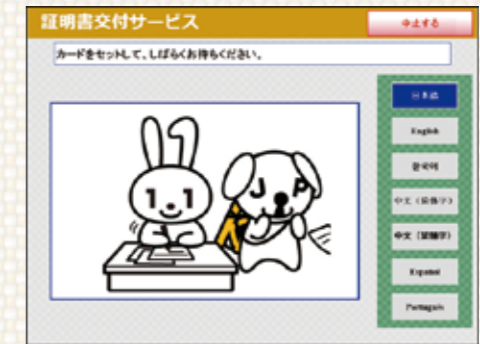 証明書交付サービス
中止する
カードをセットして、しばらくお待ちください。
日本語
English
한국어
中文（简体字）
中文（繁體字）
Español
Português
1 1
J P